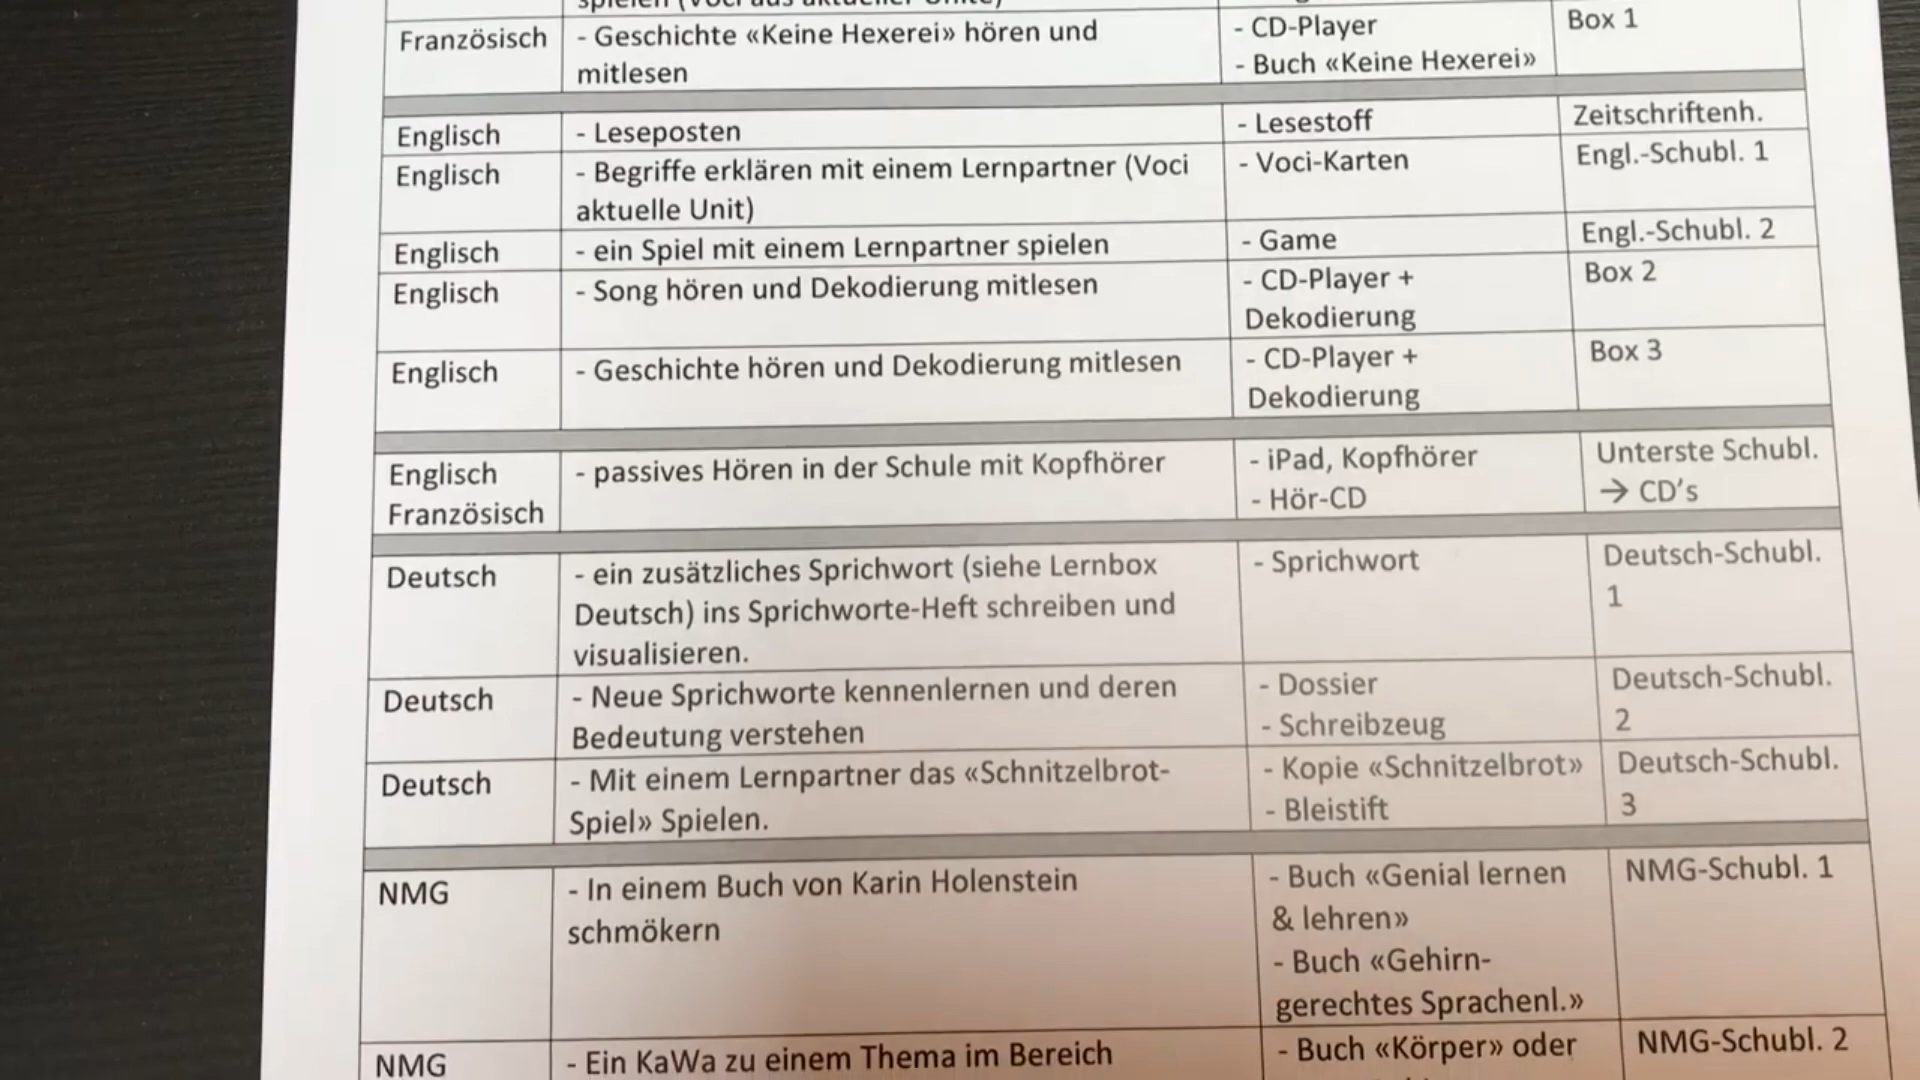 spielen (Voci aus aktueller Unité)
Französisch - Geschichte «Keine Hexerei» hören und - CD-Player Box 1
mitlesen - Buch «Keine Hexerei»
Englisch - Leseposten - Lesestoff Zeitschriftenh.
Englisch - Begriffe erklären mit einem Lernpartner (Voci - Voci-Karten Engl.-Schubl. 1
aktuelle Unit)
Englisch - ein Spiel mit einem Lernpartner spielen - Game Engl.-Schubl. 2
Englisch - Song hören und Dekodierung mitlesen - CD-Player + Box 2
Dekodierung
Englisch - Geschichte hören und Dekodierung mitlesen - CD-Player + Box 3
Dekodierung
Englisch - passives Hören in der Schule mit Kopfhörer - iPad, Kopfhörer Unterste Schubl.
Französisch - Hör-CD → CD's
Deutsch - ein zusätzliches Sprichwort (siehe Lernbox - Sprichwort Deutsch-Schubl.
Deutsch) ins Sprichworte-Heft schreiben und 1
visualisieren.
Deutsch - Neue Sprichworte kennenlernen und deren - Dossier Deutsch-Schubl.
Bedeutung verstehen - Schreibzeug 2
Deutsch - Mit einem Lernpartner das «Schnitzelbrot- - Kopie «Schnitzelbrot» Deutsch-Schubl.
Spiel» Spielen. - Bleistift 3
NMG - In einem Buch von Karin Holenstein - Buch «Genial lernen NMG-Schubl. 1
schmökern & lehren»
- Buch «Gehirn-
gerechtes Sprachenl.»
NMG - Ein KaWa zu einem Thema im Bereich - Buch «Körper» oder NMG-Schubl. 2